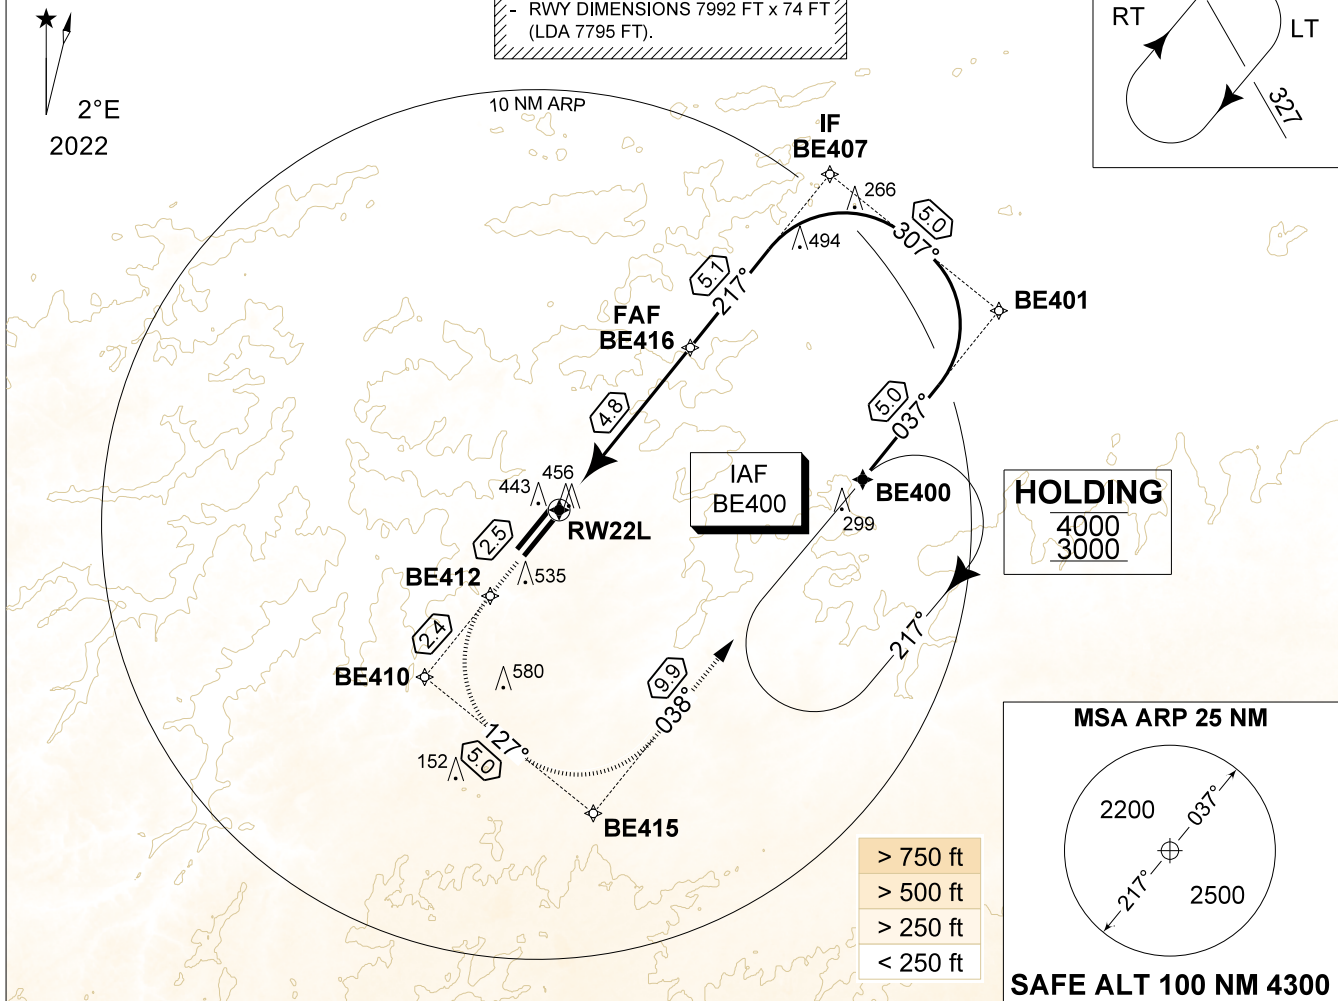 - RWY DIMENSIONS 7992 FT x 74 FT
(LDA 7795 FT).
RT
LT
327
2°E
2022
10 NM ARP
IF
BE407
266
494
5.0
307°
5.1
217°
BE401
FAF
BE416
4.8
5.0
037°
IAF
BE400
BE400
299
HOLDING
4000
3000
443
456
RW22L
2.5
BE412
535
2.4
BE410
580
217°
9.9
038°
127°
5.0
152
BE415
MSA ARP 25 NM
2200
037°
217°
2500
SAFE ALT 100 NM 4300
> 750 ft
> 500 ft
> 250 ft
< 250 ft